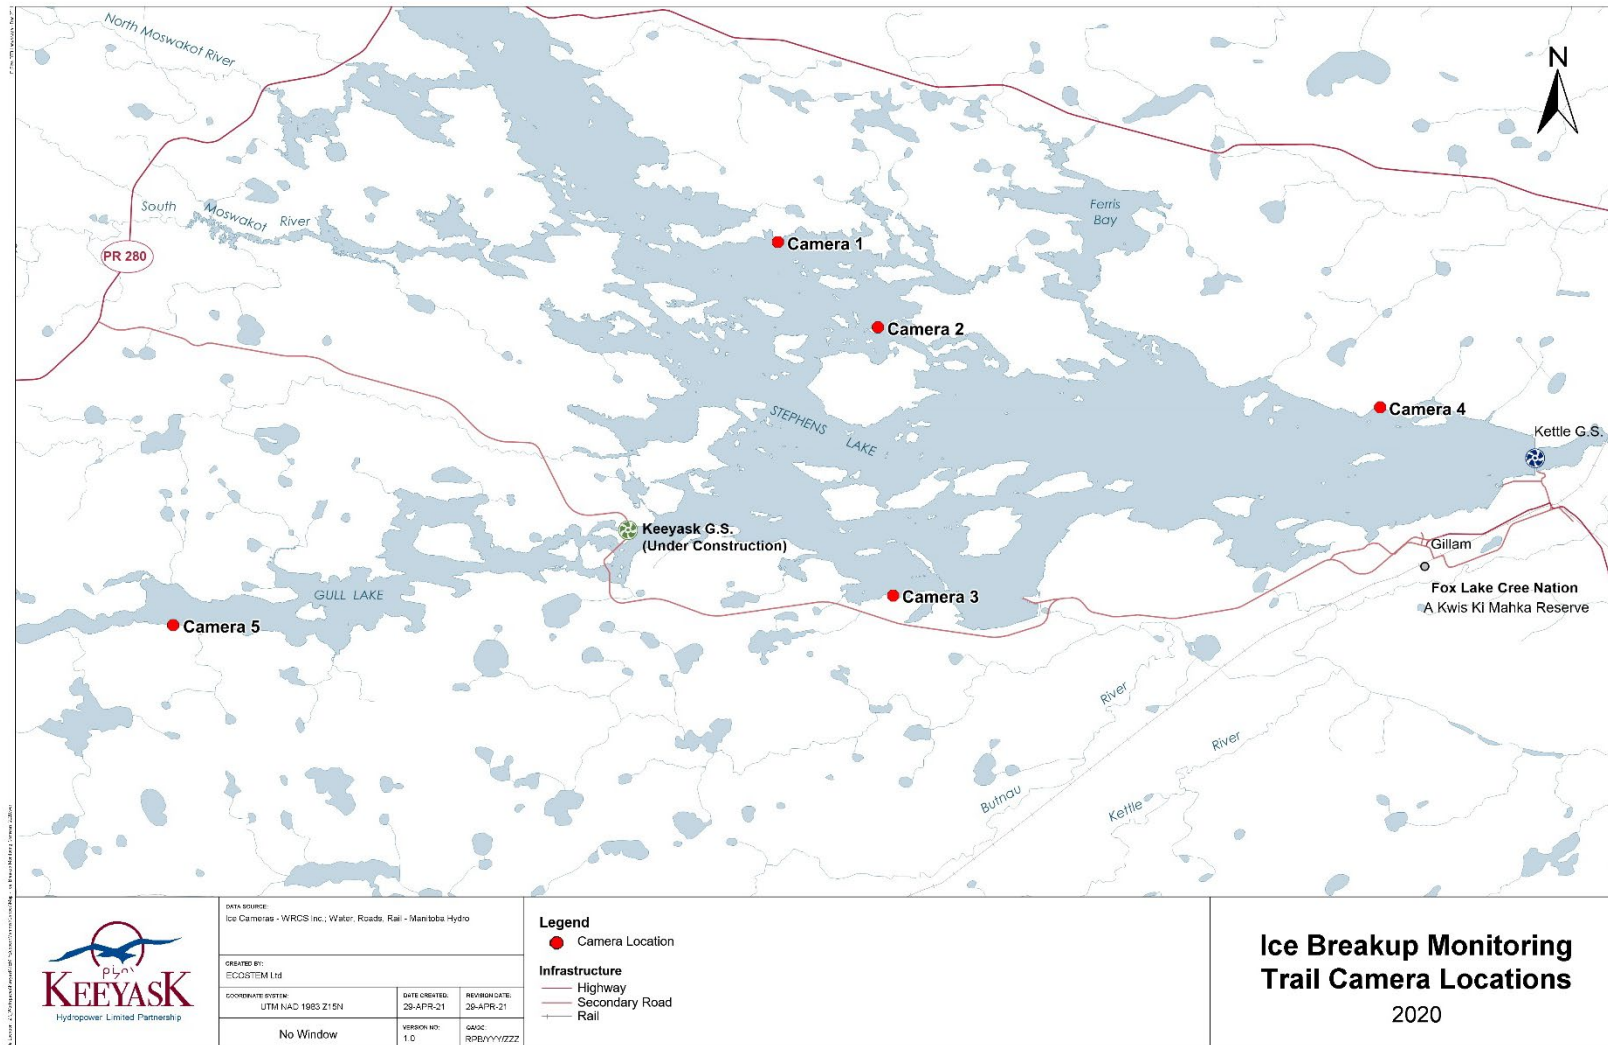 North Moswakot River
N
Ferris
Bay
South Moswakot River
Camera 1
PR 280
Camera 2
STEPHENS LAKE
Camera 4
Kettle G.S.
Keeyask G.S.
(Under Construction)
Gillam
Fox Lake Cree Nation
A Kwis Ki Mahka Reserve
GULL LAKE
Camera 3
Camera 5
River
River
Butnau
Kettle
KEEYASK
Hydropower Limited Partnership
DATA SOURCE:
Ice Cameras - WRCS Inc.; Water, Roads, Rail - Manitoba Hydro
CREATED BY:
ECOSTEM Ltd
COORDINATE SYSTEM:
UTM NAD 1983 Z15N
DATE CREATED:
29-APR-21
REVISION DATE:
29-APR-21
No Window
VERSION NO:
1.0
QA/QC:
RPB/YYY/ZZZ
Legend
Camera Location
Infrastructure
Highway
Secondary Road
Rail
Ice Breakup Monitoring
Trail Camera Locations
2020